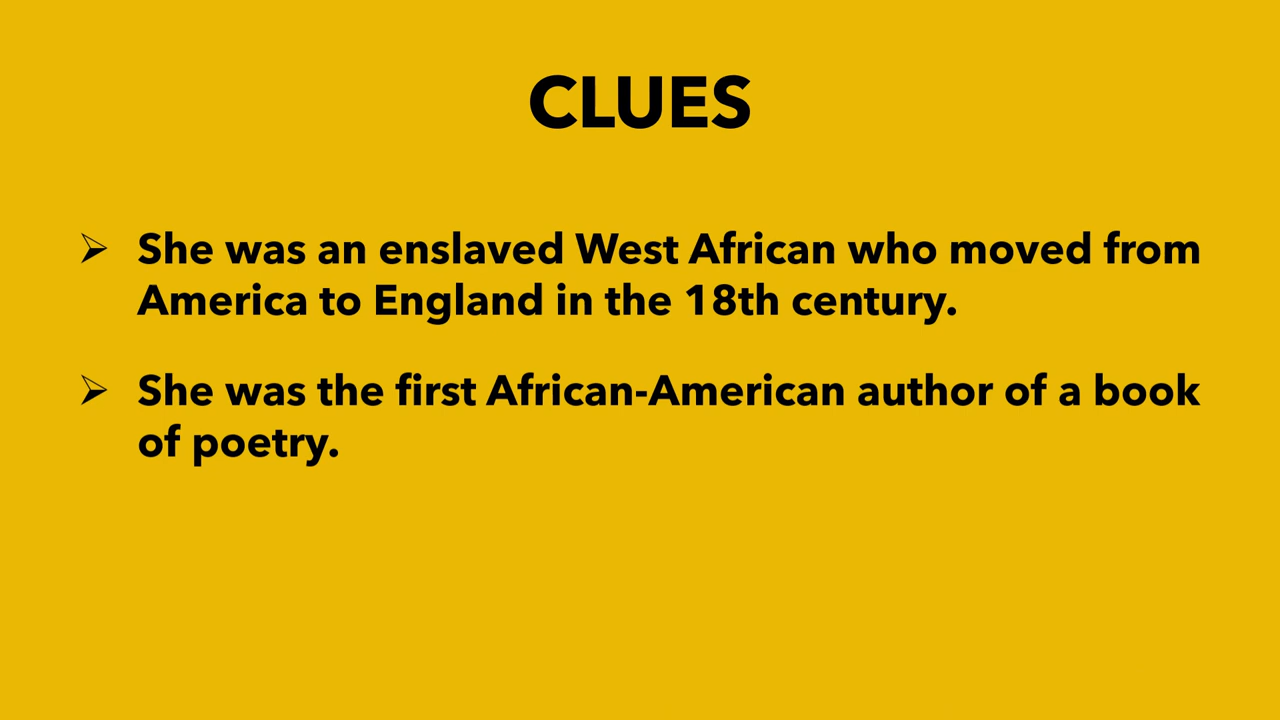 CLUES
➢ She was an enslaved West African who moved from
America to England in the 18th century.
➢ She was the first African-American author of a book
of poetry.